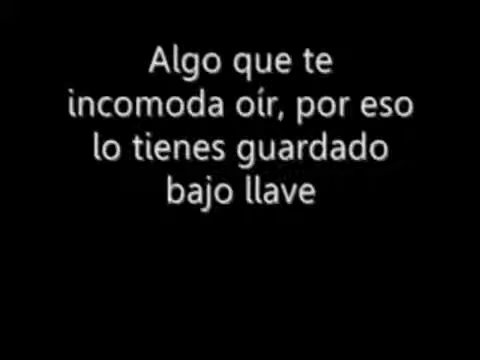 Algo que te
incomoda oír, por eso
lo tienes guardado
bajo llave